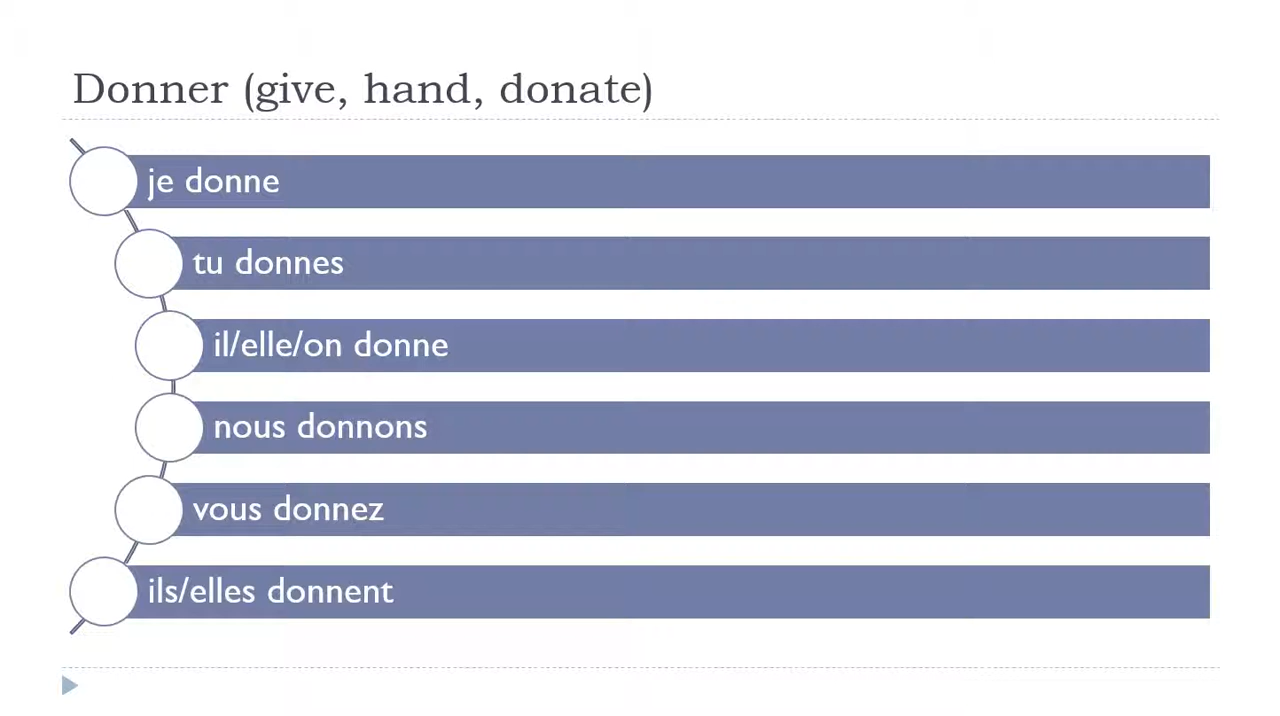 Donner (give, hand, donate)
je donne
tu donnes
il/elle/on donne
nous donnons
vous donnez
ils/elles donnent